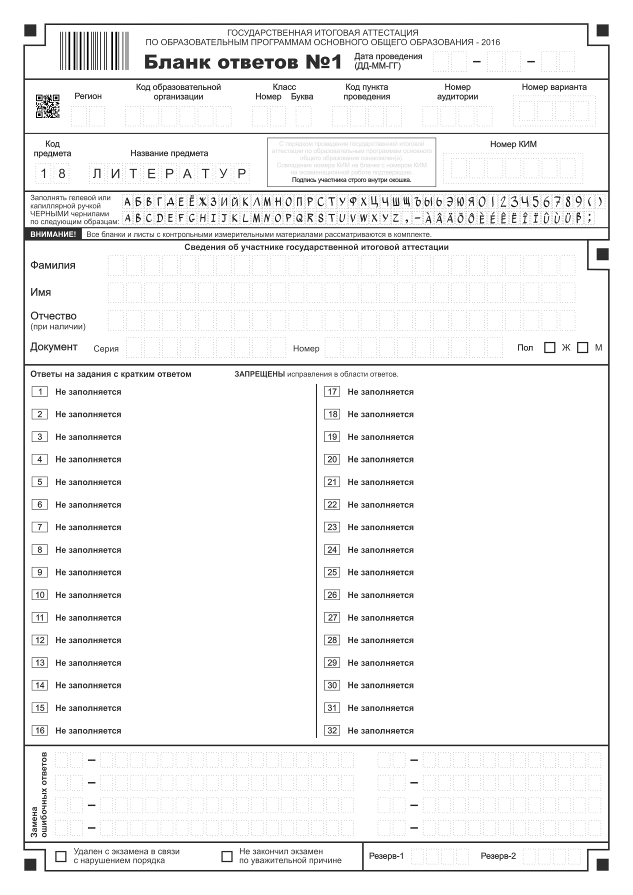 ГОСУДАРСТВЕННАЯ ИТОГОВАЯ АТТЕСТАЦИЯ
ПО ОБРАЗОВАТЕЛЬНЫМ ПРОГРАММАМ ОСНОВНОГО ОБЩЕГО ОБРАЗОВАНИЯ - 2016
Бланк ответов №1
Дата проведения
(ДД-ММ-ГГ)
Регион
Код образовательной
организации
Класс
Номер Буква
Код пункта
проведения
Номер
аудитории
Номер варианта
Код
предмета
Название предмета
1 8 ЛИТЕРАТУР
С порядком проведения государственной итоговой
аттестации по образовательным программам основного
общего образования ознакомлен(а).
Совпадение номера КИМ на бланке с номером КИМ
на экзаменационной работе подтверждаю.
Подпись участника строго внутри окошка.
Номер КИМ
Заполнять гелевой или
капиллярной ручкой
ЧЕРНЫМИ чернилами
по следующим образцам:
АБВГДЕЁЖЗИЙКЛМНОПРСТУФХЦЧШЩЪЫЬЭЮЯ0123456789()
ABCDEFGHIJKLMNOPQRSTUVWXYZ,-
ВНИМАНИЕ! Все бланки и листы с контрольными измерительными материалами рассматриваются в комплекте.
Сведения об участнике государственной итоговой аттестации
Фамилия
Имя
Отчество
(при наличии)
Документ Серия Номер Пол Ж М
Ответы на задания с кратким ответом ЗАПРЕЩЕНЫ исправления в области ответов.
1 Не заполняется
2 Не заполняется
3 Не заполняется
4 Не заполняется
5 Не заполняется
6 Не заполняется
7 Не заполняется
8 Не заполняется
9 Не заполняется
10 Не заполняется
11 Не заполняется
12 Не заполняется
13 Не заполняется
14 Не заполняется
15 Не заполняется
16 Не заполняется
17 Не заполняется
18 Не заполняется
19 Не заполняется
20 Не заполняется
21 Не заполняется
22 Не заполняется
23 Не заполняется
24 Не заполняется
25 Не заполняется
26 Не заполняется
27 Не заполняется
28 Не заполняется
29 Не заполняется
30 Не заполняется
31 Не заполняется
32 Не заполняется
Замена
ошибочных ответов
Удален с экзамена в связи
с нарушением порядка
Не закончил экзамен
по уважительной причине
Резерв-1
Резерв-2